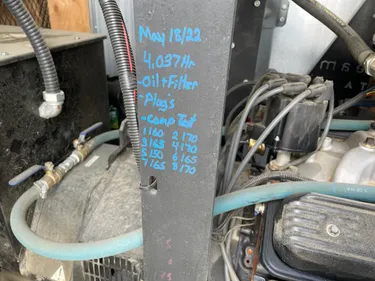 May 18/22
4,037 Hr
-Oil + Filter
-Plugs
-Comp Test
1 160 2 170
3 165 4 170
5 150 6 165
7 165 8 170